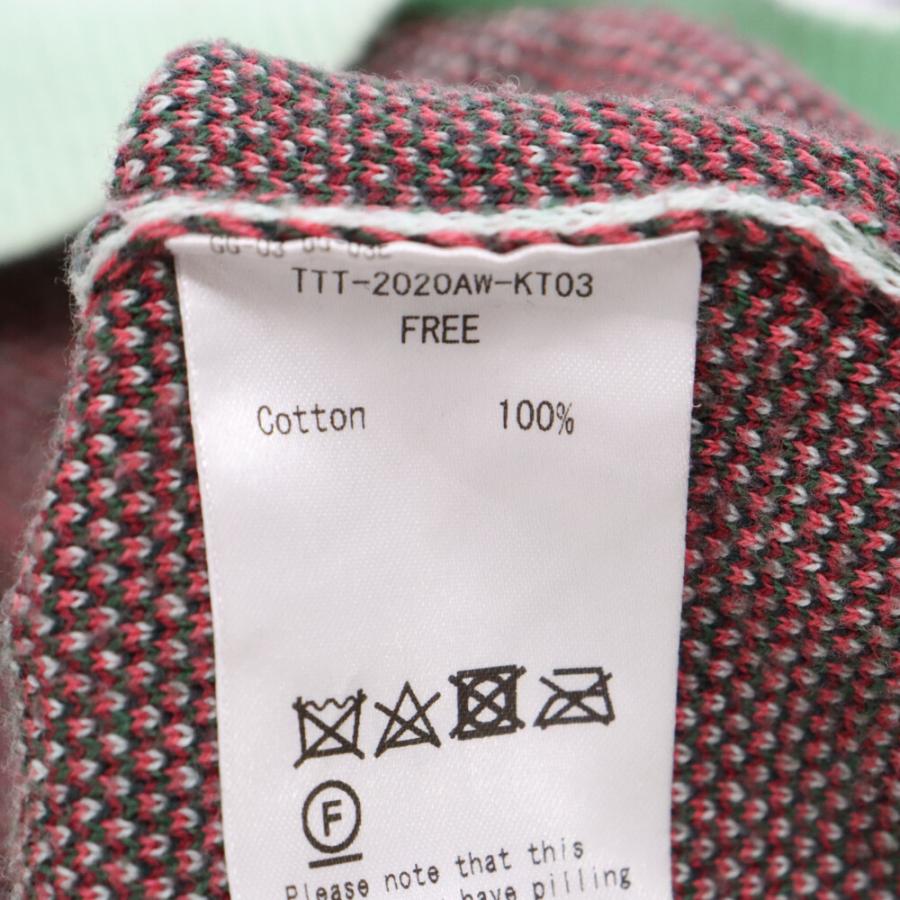 TTT-2020AW-KT03
FREE
Cotton 100%
F
Please note that this
have pilling